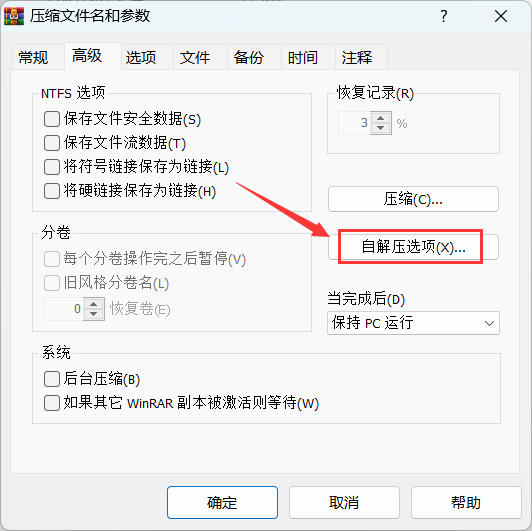 压缩文件名和参数
常规 高级 选项 文件 备份 时间 注释
NTFS 选项
保存文件安全数据(S)
保存文件流数据(T)
将符号链接保存为链接(L)
将硬链接保存为链接(H)
恢复记录(R)
3 %
压缩(C)...
分卷
每个分卷操作完之后暂停(V)
旧风格分卷名(L)
0 恢复卷(E)
自解压选项(X)...
当完成后(D)
保持 PC 运行
系统
后台压缩(B)
如果其它 WinRAR 副本被激活则等待(W)
确定 取消 帮助